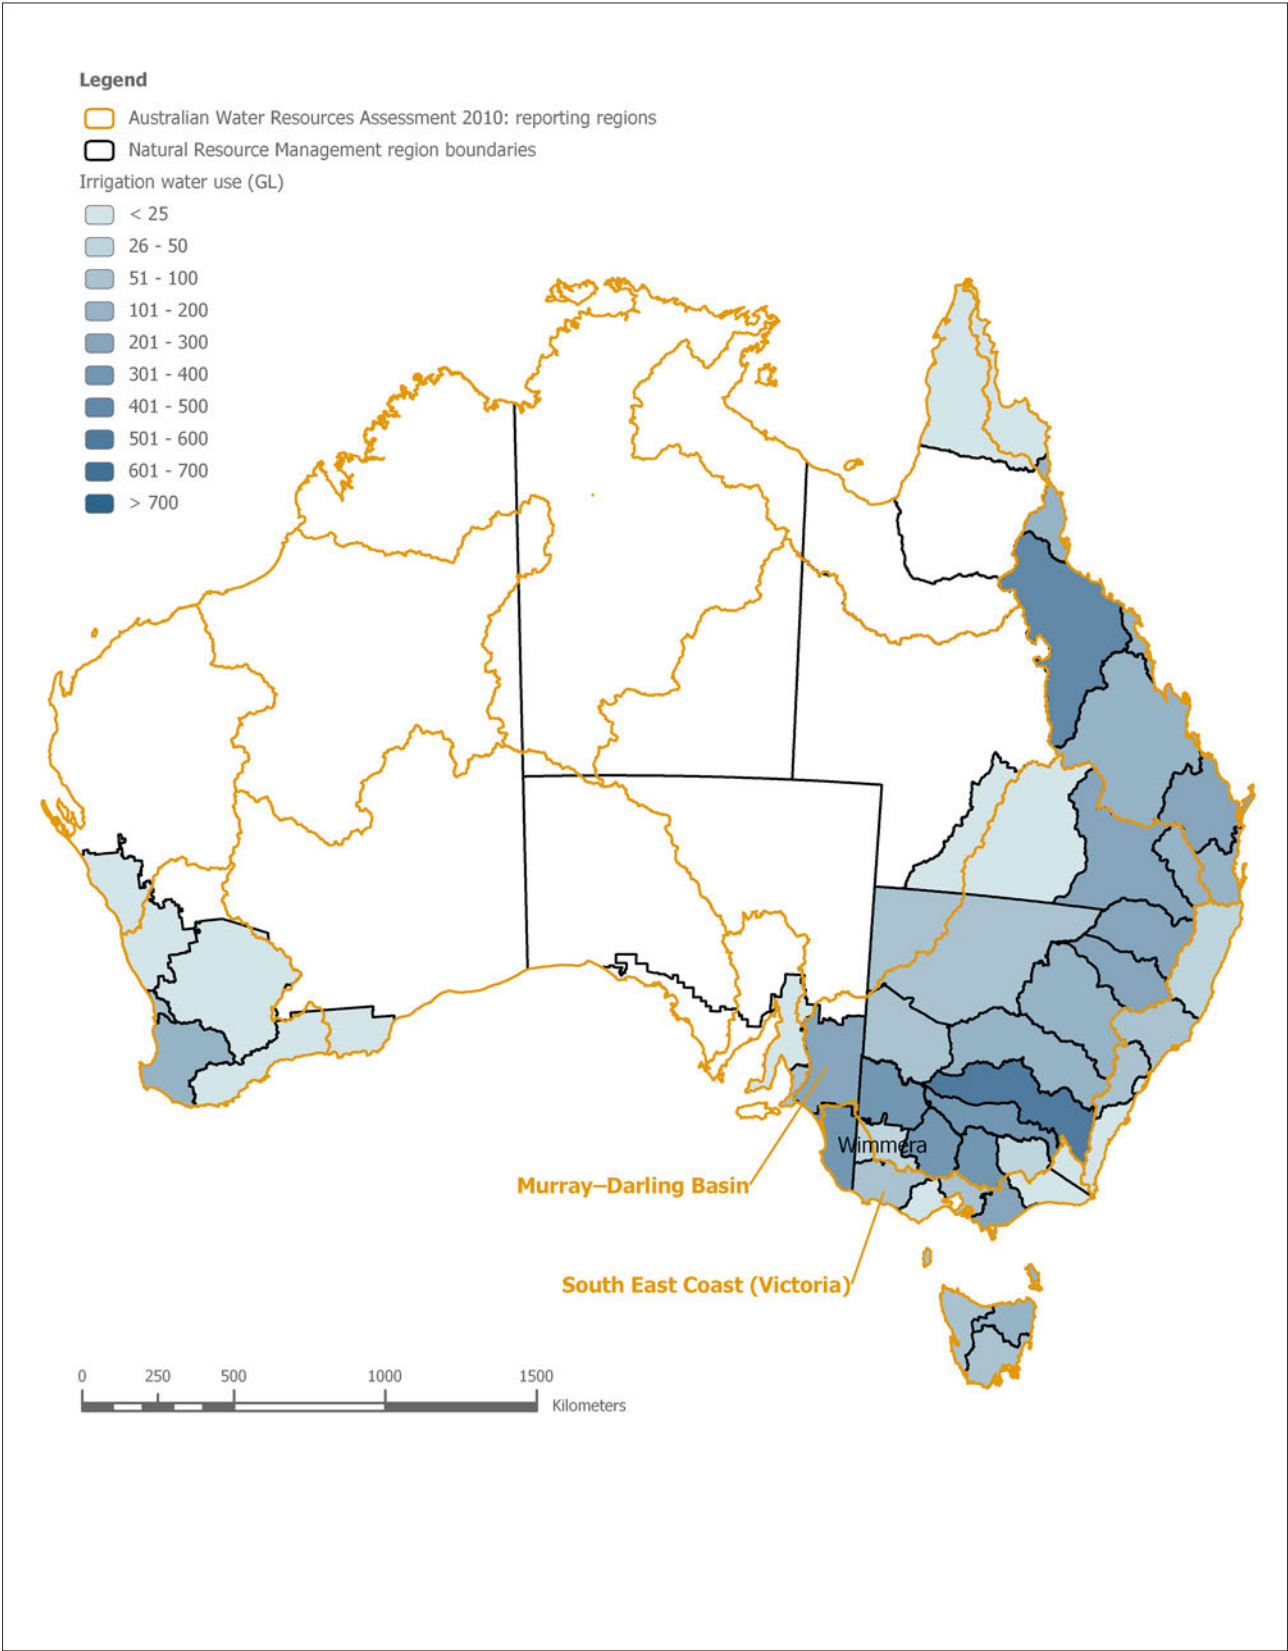 Legend
Australian Water Resources Assessment 2010: reporting regions
Natural Resource Management region boundaries
Irrigation water use (GL)
< 25
26 - 50
51 - 100
101 - 200
201 - 300
301 - 400
401 - 500
501 - 600
601 - 700
> 700
Wimmera
Murray–Darling Basin
South East Coast (Victoria)
0 250 500 1000 1500
Kilometers